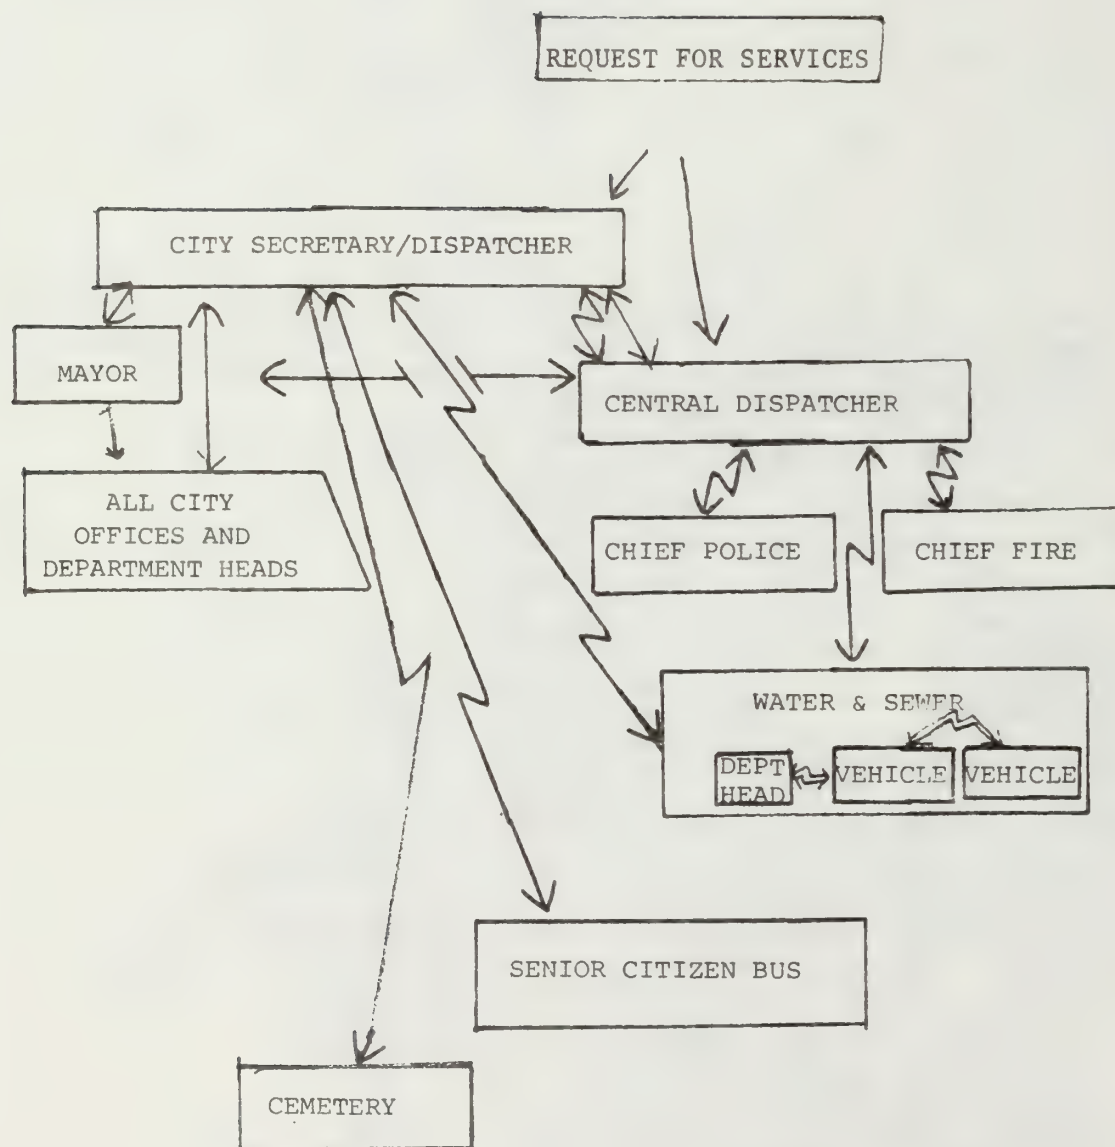 REQUEST FOR SERVICES
CITY SECRETARY/DISPATCHER
MAYOR
CENTRAL DISPATCHER
ALL CITY
OFFICES AND
DEPARTMENT HEADS
CHIEF POLICE
CHIEF FIRE
WATER & SEWER
DEPT
HEAD
VEHICLE
VEHICLE
SENIOR CITIZEN BUS
CEMETERY